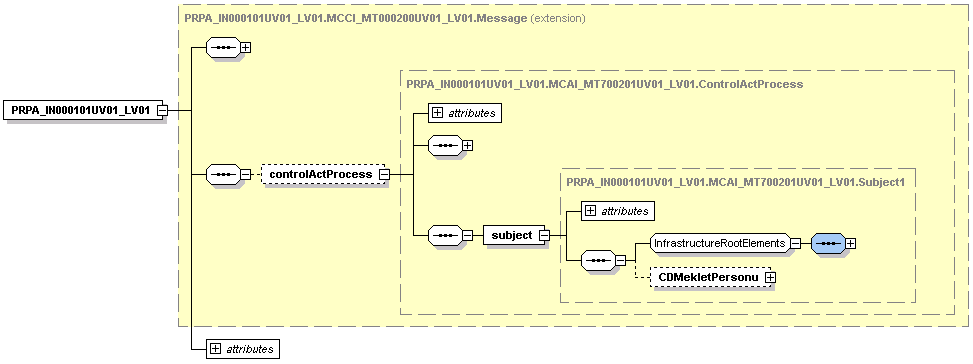 PRPA_IN000101UV01_LV01.MCCI_MT000200UV01_LV01.Message (extension)
PRPA_IN000101UV01_LV01.MCAI_MT700201UV01_LV01.ControlActProcess
PRPA_IN000101UV01_LV01
attributes
controlActProcess
PRPA_IN000101UV01_LV01.MCAI_MT700201UV01_LV01.Subject1
attributes
subject
InfrastructureRootElements
CDMekletPersonu
attributes